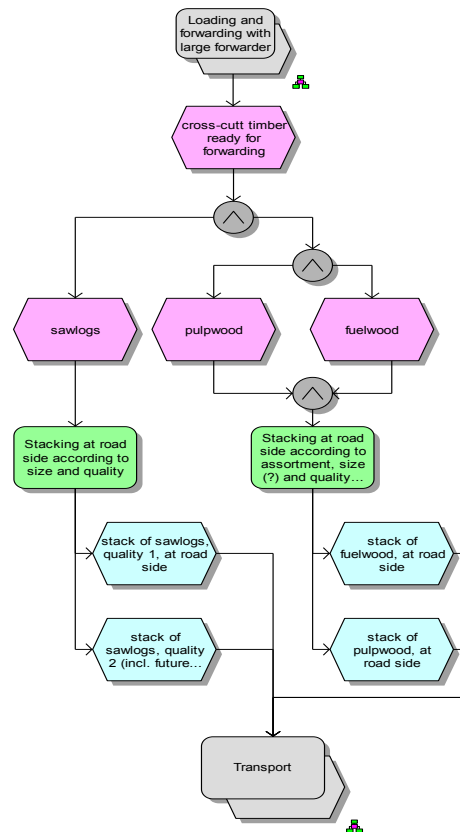 Loading and
forwarding with
large forwarder
cross-cutt timber
ready for
forwarding
sawlogs
pulpwood
fuelwood
Stacking at road
side according to
size and quality
Stacking at road
side according to
assortment, size
(?) and quality...
stack of sawlogs,
quality 1, at road
side
stack of
fuelwood, at road
side
stack of
sawlogs, quality
2 (incl. future...
stack of
pulpwood, at
road side
Transport